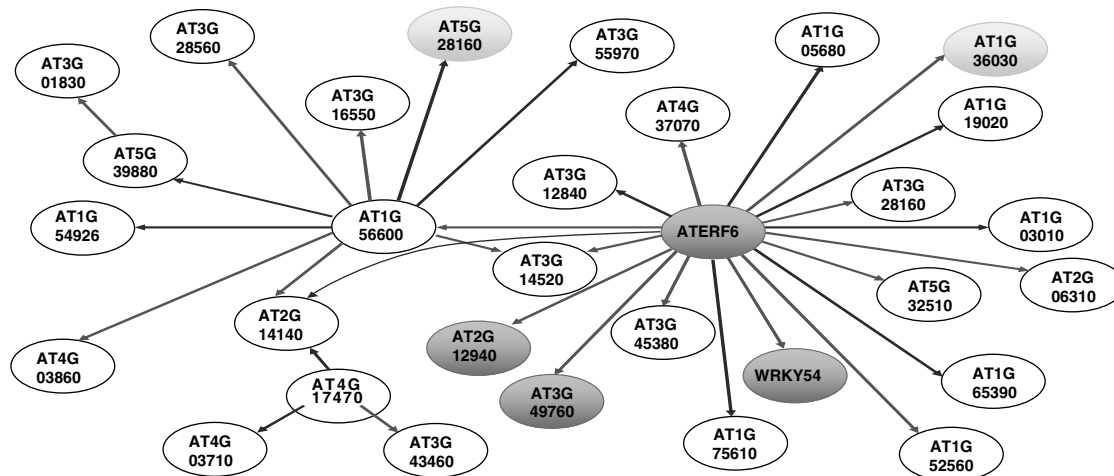 AT3G
28560
AT5G
28160
AT3G
55970
AT1G
05680
AT1G
36030
AT3G
01830
AT3G
16550
AT4G
37070
AT1G
19020
AT5G
39880
AT3G
12840
AT3G
28160
AT1G
54926
AT1G
56600
ATERF6
AT1G
03010
AT3G
14520
AT2G
06310
AT5G
32510
AT2G
14140
AT2G
12940
AT3G
45380
AT4G
03860
AT4G
17470
AT3G
49760
WRKY54
AT1G
65390
AT4G
03710
AT3G
43460
AT1G
75610
AT1G
52560